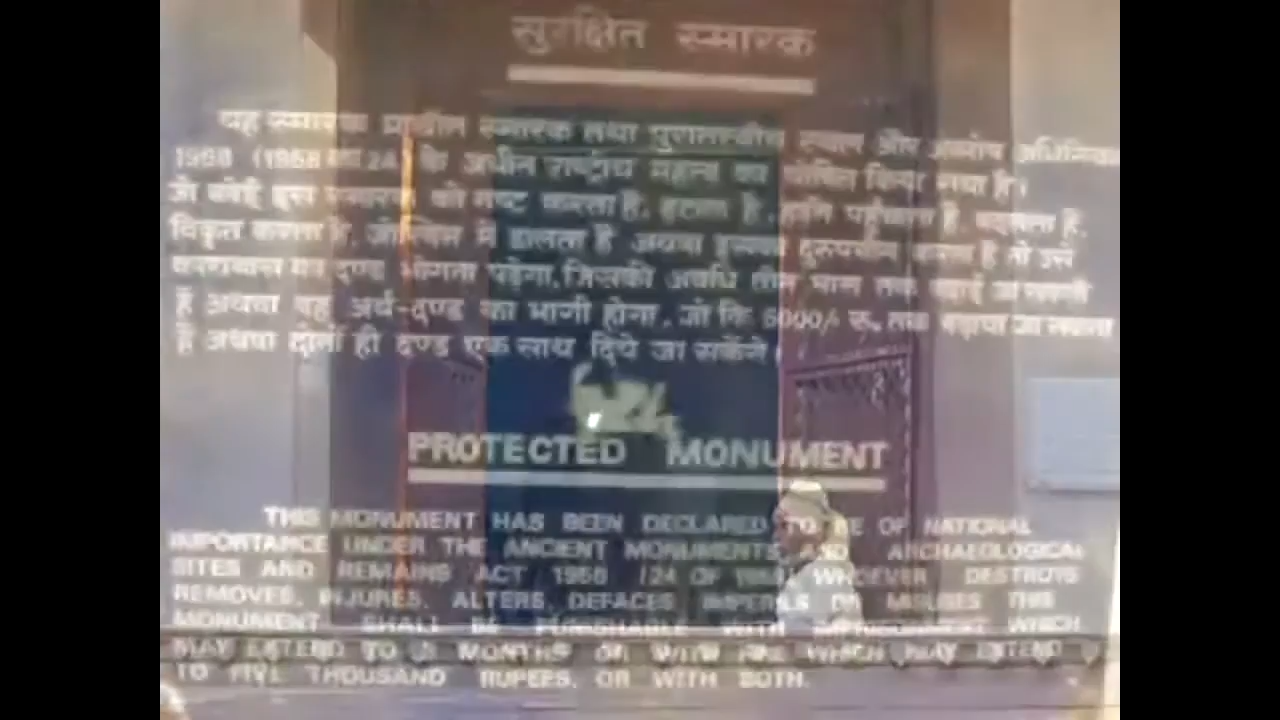 सुरक्षित स्मारक
यह स्मारक प्राचीन स्मारक तथा पुरातत्वीय स्थल और अवशेष अधिनियम
1958 (1958 का 24) के अधीन राष्ट्रीय महत्व का घोषित किया गया है।
जो कोई इस स्मारक को नष्ट करता है, हटाता है, हानि पहुँचाता है, बदलता है,
विकृत करता है, जोखिम में डालता है अथवा इसका दुरुपयोग करता है तो उसे
दण्ड भोगना पड़ेगा, जिसकी अवधि तीन मास तक
है अथवा वह अर्थ-दण्ड का भागी होगा, जो कि 5000/- रू. तक बढ़ाया जा सकता
है अथवा दोनों ही दण्ड एक साथ दिये जा सकेंगे।
PROTECTED MONUMENT
THIS MONUMENT HAS BEEN DECLARED TO BE OF NATIONAL
IMPORTANCE UNDER THE ANCIENT MONUMENTS AND ARCHAEOLOGICAL
SITES AND REMAINS ACT 1958 (24 OF 1958) WHOEVER DESTROYS
REMOVES, INJURES, ALTERS, DEFACES IMPERILS OR MISUSES THIS
MONUMENT SHALL BE PUNISHABLE WITH IMPRISONMENT WHICH
MAY EXTEND TO 3 MONTHS OR WITH FINE WHICH MAY EXTEND
TO FIVE THOUSAND RUPEES, OR WITH BOTH.